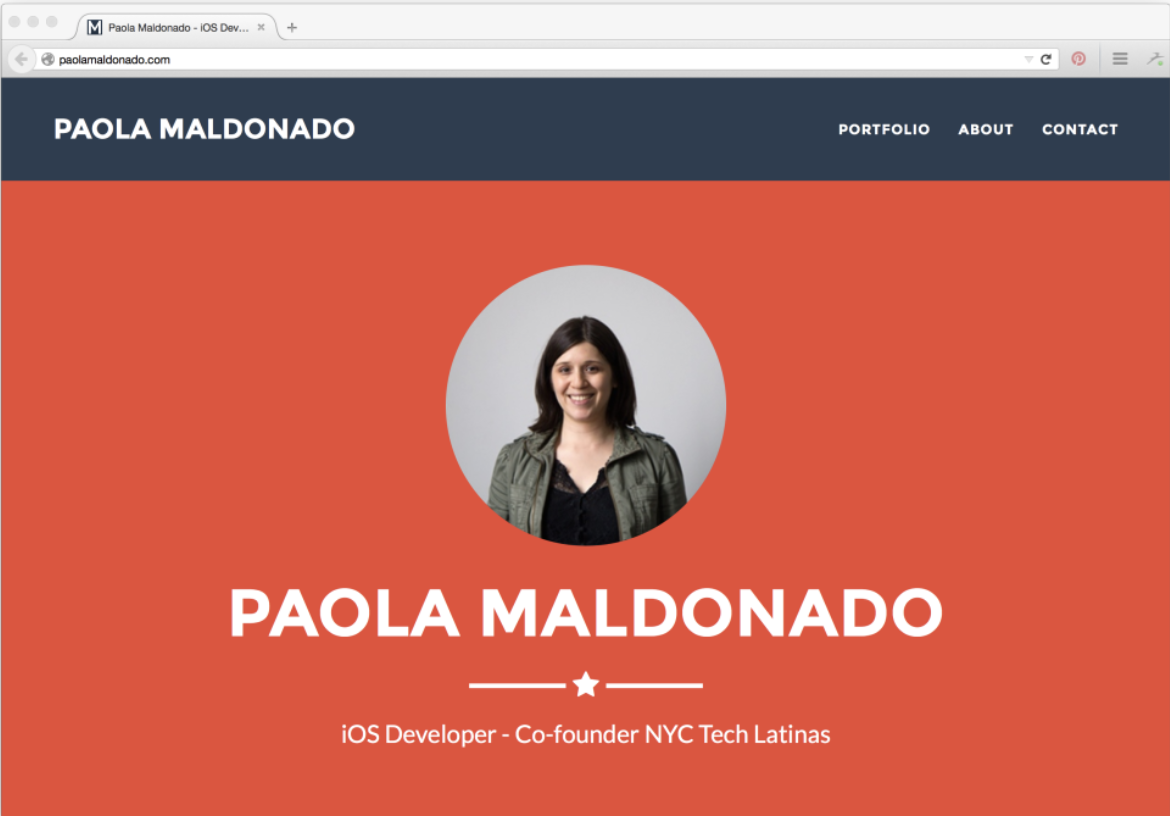 M Paola Maldonado - iOS Dev...
paolamaldonado.com
PAOLA MALDONADO
PORTFOLIO ABOUT CONTACT
PAOLA MALDONADO
iOS Developer - Co-founder NYC Tech Latinas